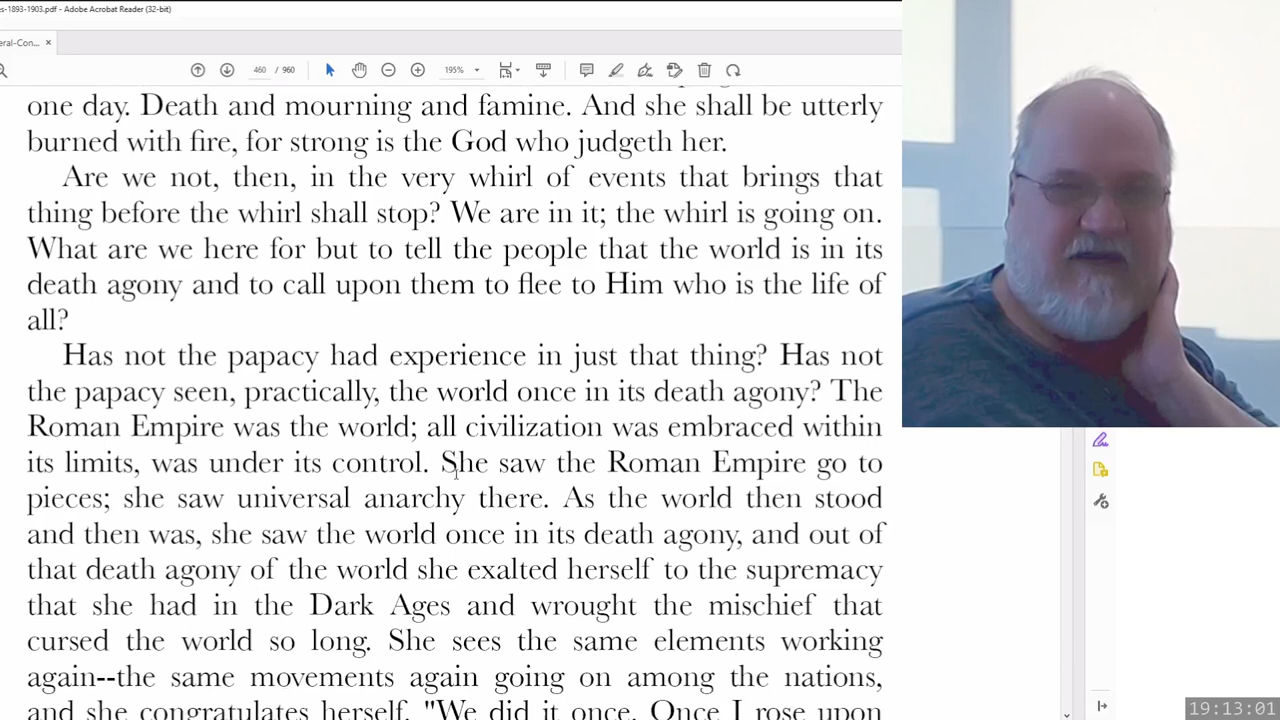 es-1893-1903.pdf - Adobe Acrobat Reader (32-bit)
eral-Con...
460 / 960
195%
one day. Death and mourning and famine. And she shall be utterly
burned with fire, for strong is the God who judgeth her.
Are we not, then, in the very whirl of events that brings that
thing before the whirl shall stop? We are in it; the whirl is going on.
What are we here for but to tell the people that the world is in its
death agony and to call upon them to flee to Him who is the life of
all?
Has not the papacy had experience in just that thing? Has not
the papacy seen, practically, the world once in its death agony? The
Roman Empire was the world; all civilization was embraced within
its limits, was under its control. She saw the Roman Empire go to
pieces; she saw universal anarchy there. As the world then stood
and then was, she saw the world once in its death agony, and out of
that death agony of the world she exalted herself to the supremacy
that she had in the Dark Ages and wrought the mischief that
cursed the world so long. She sees the same elements working
again--the same movements again going on among the nations,
and she congratulates herself, "We did it once. Once I rose upon
19:13:01